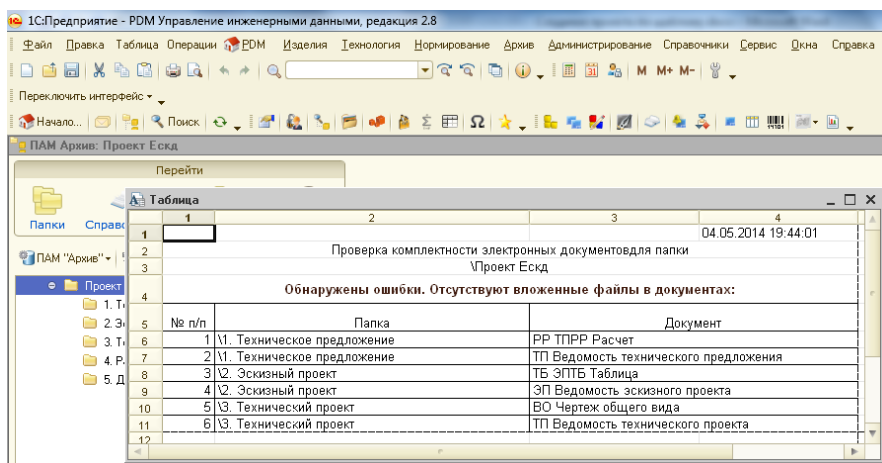 1С:Предприятие - PDM Управление инженерными данными, редакция 2.8
Файл Правка Таблица Операции PDM Изделия Технология Нормирование Архив Администрирование Справочники Сервис Окна Справка
M M+ M-
Переключить интерфейс
Начало... Поиск
ПАМ Архив: Проект Ескд
Перейти
Папки
ПАМ "Архив"
Проект
1. Т
2. Э
3. Т
4. Р
5. Д
Таблица
1 2 3 4
1 04.05.2014 19:44:01
2 Проверка комплектности электронных документовдля папки
3 \Проект Ескд
4 Обнаружены ошибки. Отсутствуют вложенные файлы в документах:
5 № п/п Папка Документ
6 1 \1. Техническое предложение РР ТПРР Расчет
7 2 \1. Техническое предложение ТП Ведомость технического предложения
8 3 \2. Эскизный проект ТБ ЭПТБ Таблица
9 4 \2. Эскизный проект ЭП Ведомость эскизного проекта
10 5 \3. Технический проект ВО Чертеж общего вида
11 6 \3. Технический проект ТП Ведомость технического проекта
12